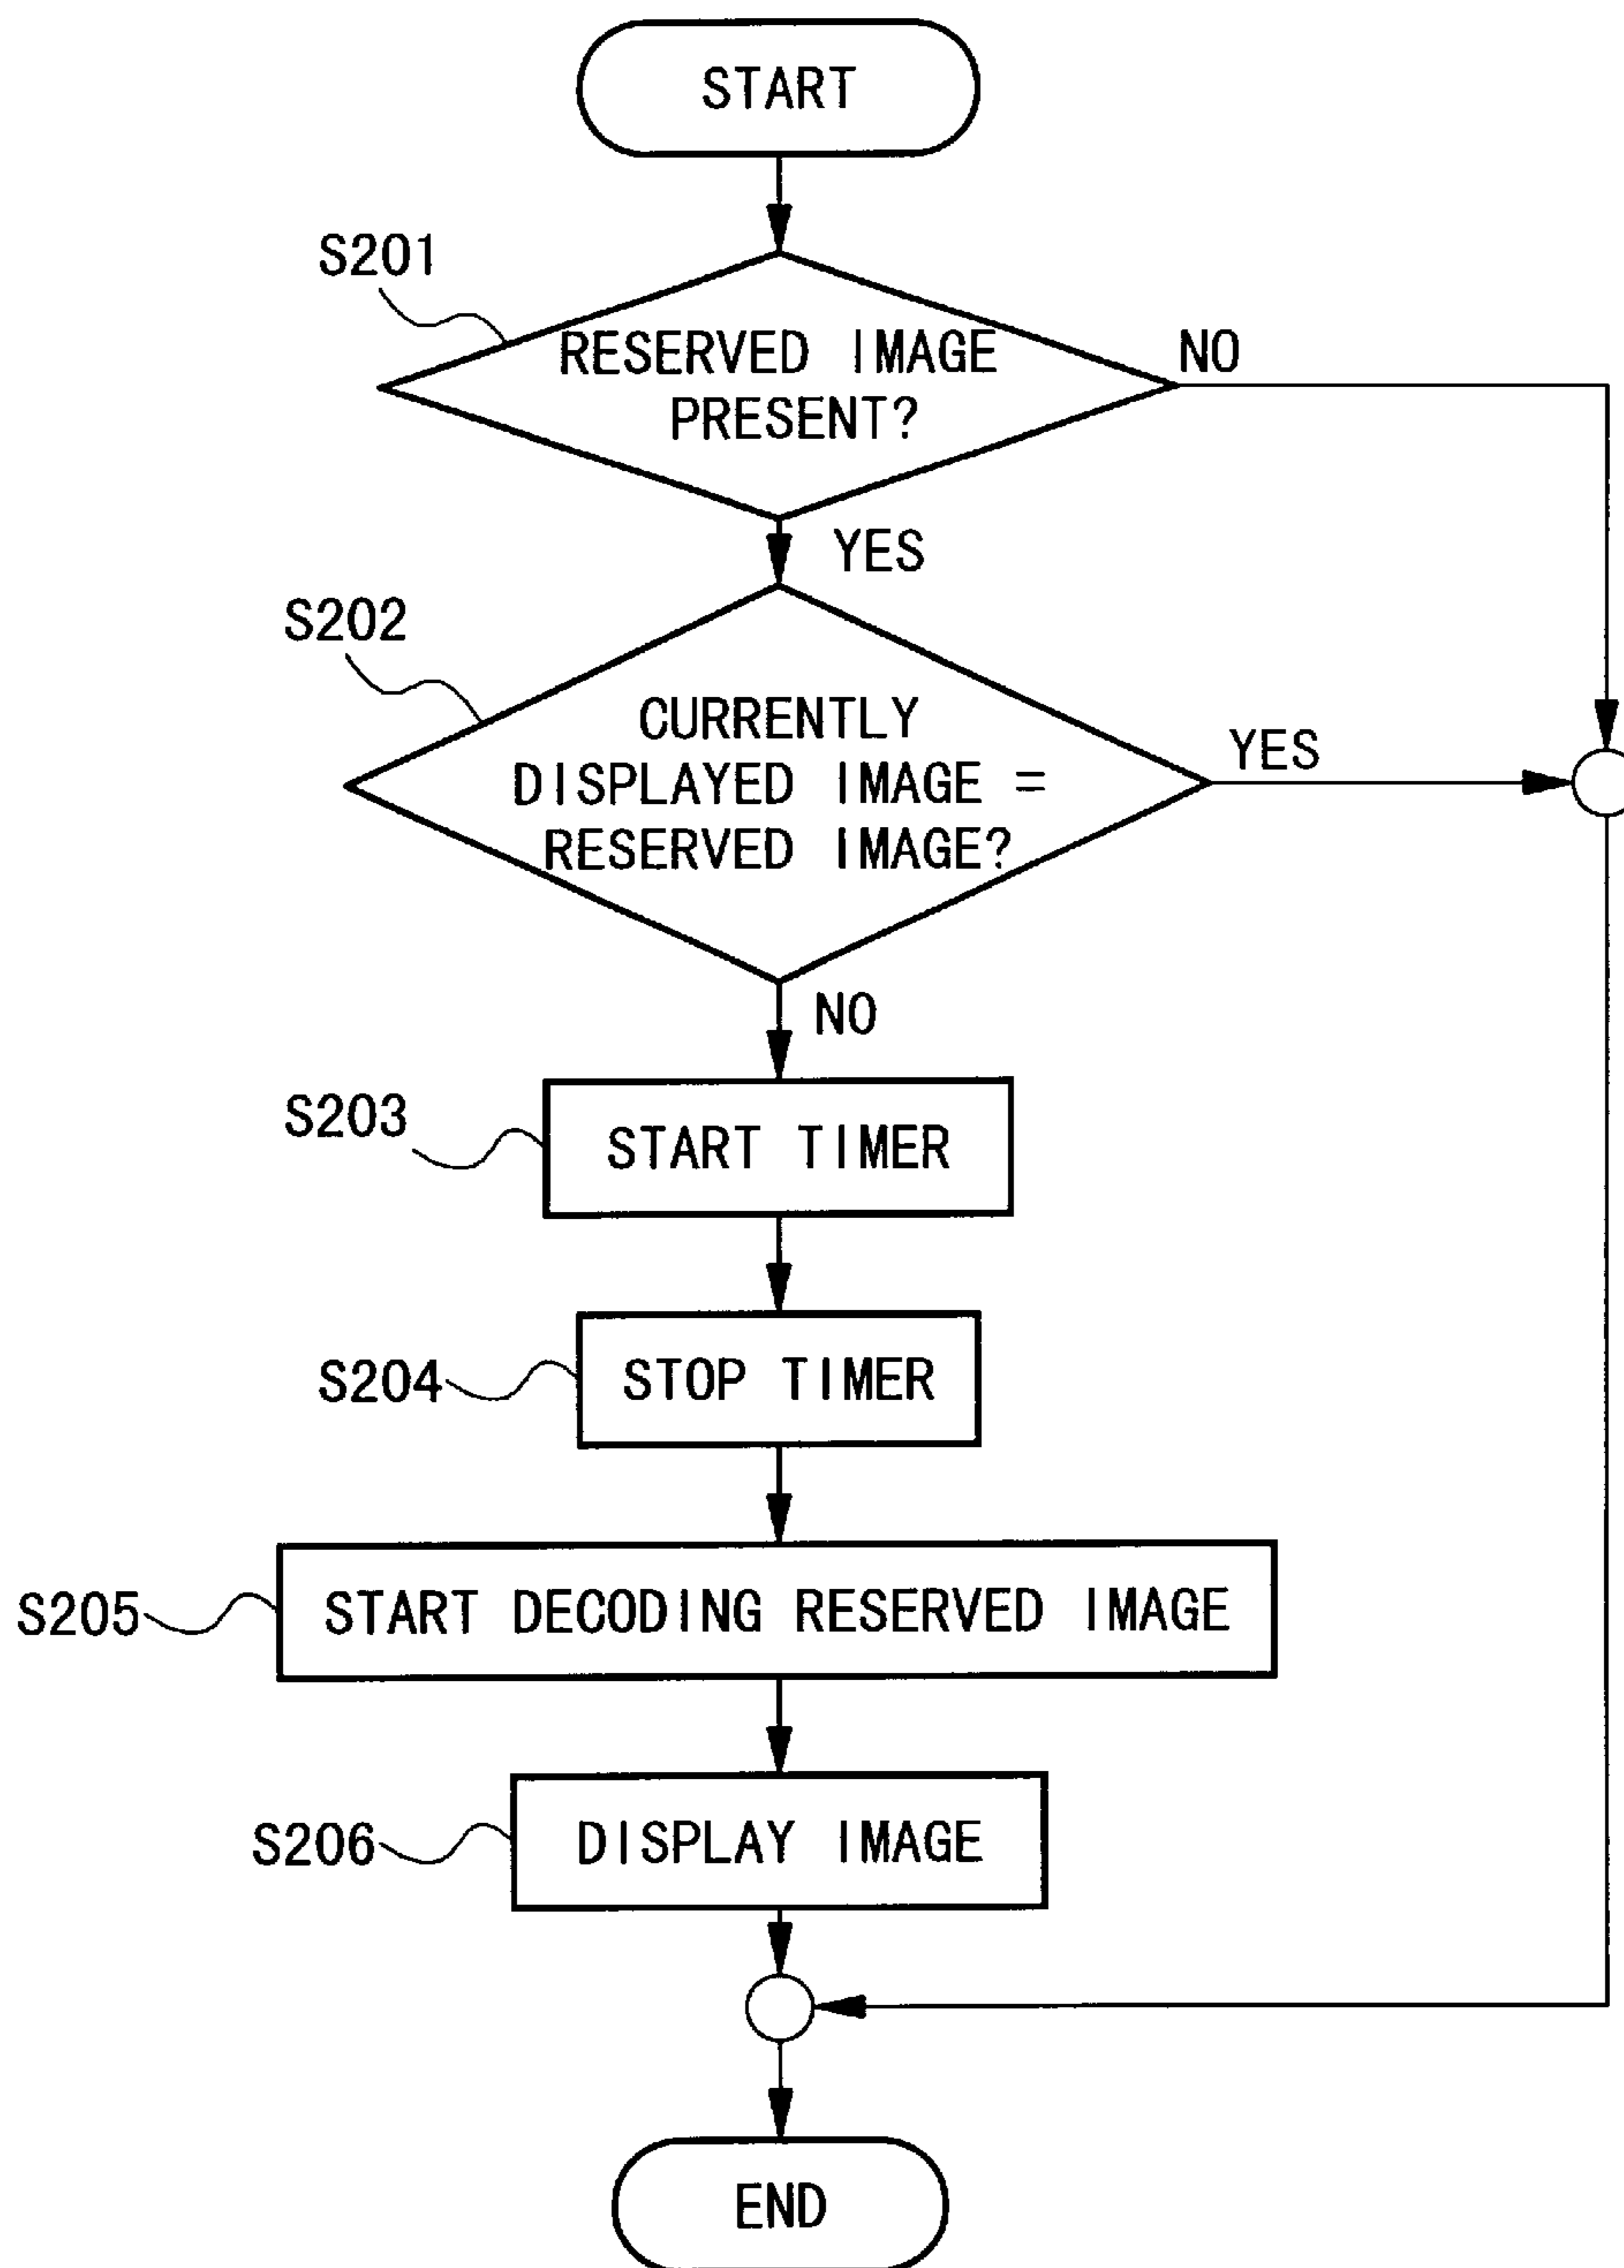 START
S201
RESERVED IMAGE
PRESENT?
NO
YES
S202
CURRENTLY
DISPLAYED IMAGE =
RESERVED IMAGE?
YES
NO
S203
START TIMER
S204
STOP TIMER
S205
START DECODING RESERVED IMAGE
S206
DISPLAY IMAGE
END